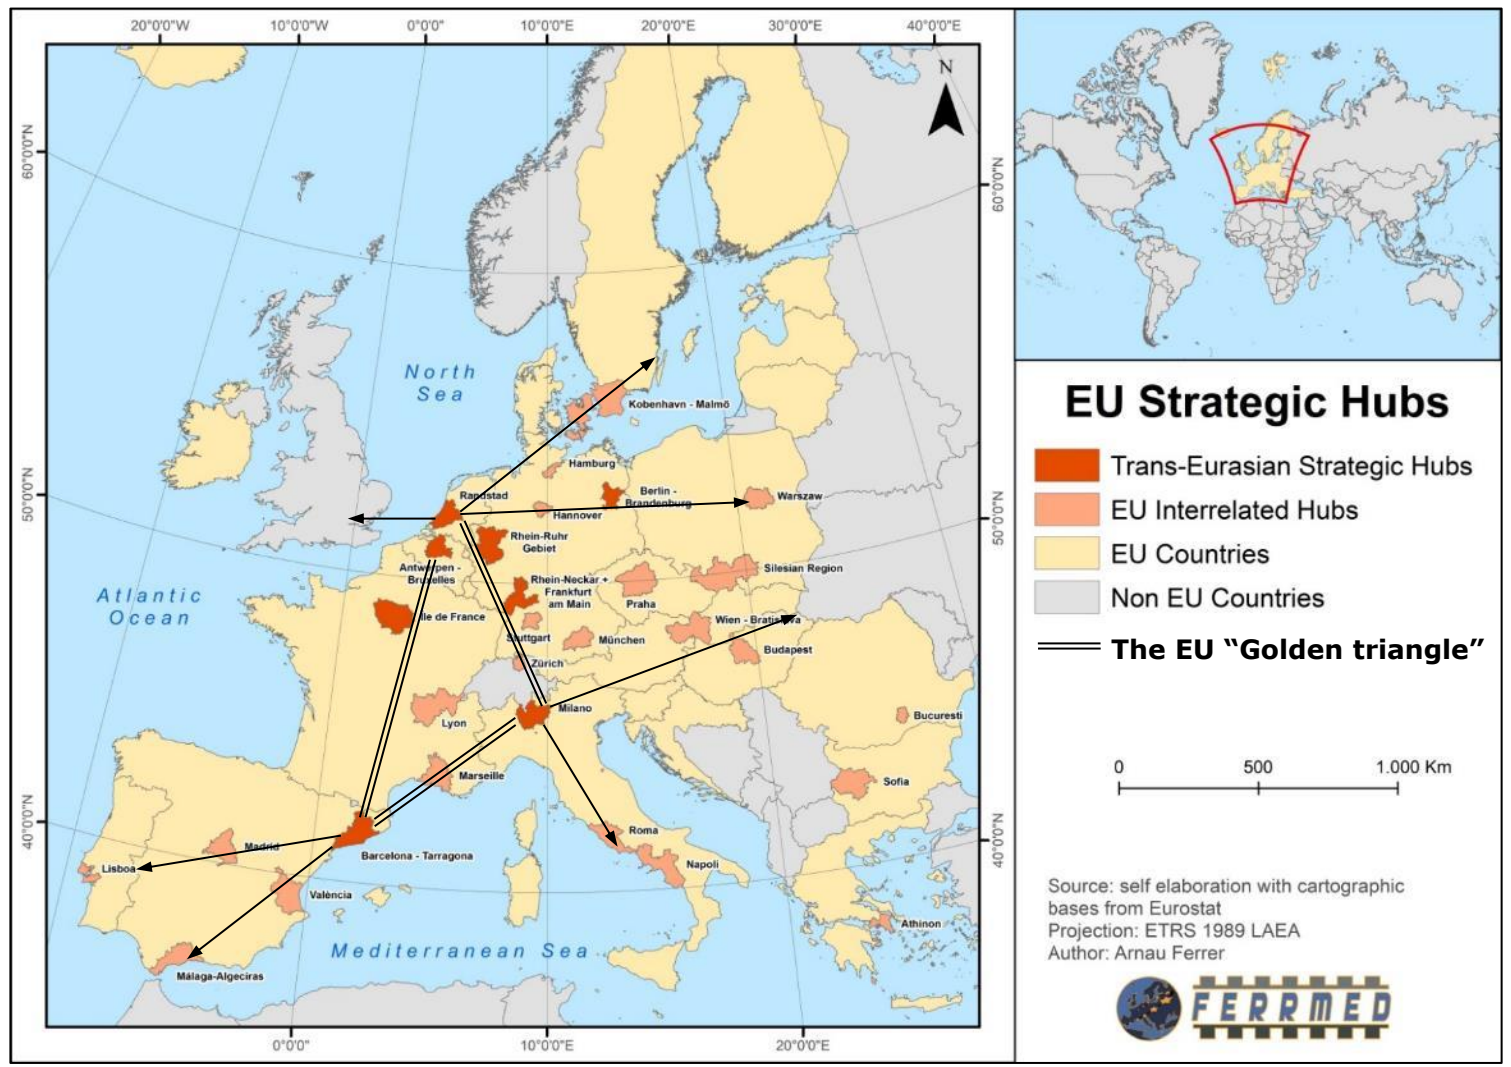 20°0'0"W
10°0'0"W
0°0'0"
10°0'0"E
20°0'0"E
30°0'0"E
40°0'0"E
60°0'0"N
60°0'0"N
50°0'0"N
50°0'0"N
40°0'0"N
40°0'0"N
N
North
Sea
Atlantic
Ocean
Mediterranean Sea
Kobenhavn - Malmö
Hamburg
Randstad
Berlin -
Brandenburg
Warszaw
Hannover
Rhein-Ruhr
Gebiet
Antwerpen -
Bruxelles
Rhein-Neckar +
Frankfurt
am Main
Silesian Region
Praha
Ile de France
Stuttgart
München
Wien - Bratislava
Budapest
Zürich
Lyon
Milano
Bucuresti
Marseille
Sofia
Roma
Napoli
Madrid
Barcelona - Tarragona
Lisboa
València
Athinon
Málaga-Algeciras
0°0'0"
10°0'0"E
20°0'0"E
EU Strategic Hubs
Trans-Eurasian Strategic Hubs
EU Interrelated Hubs
EU Countries
Non EU Countries
The EU “Golden triangle”
0 500 1.000 Km
Source: self elaboration with cartographic
bases from Eurostat
Projection: ETRS 1989 LAEA
Author: Arnau Ferrer
FERRMED